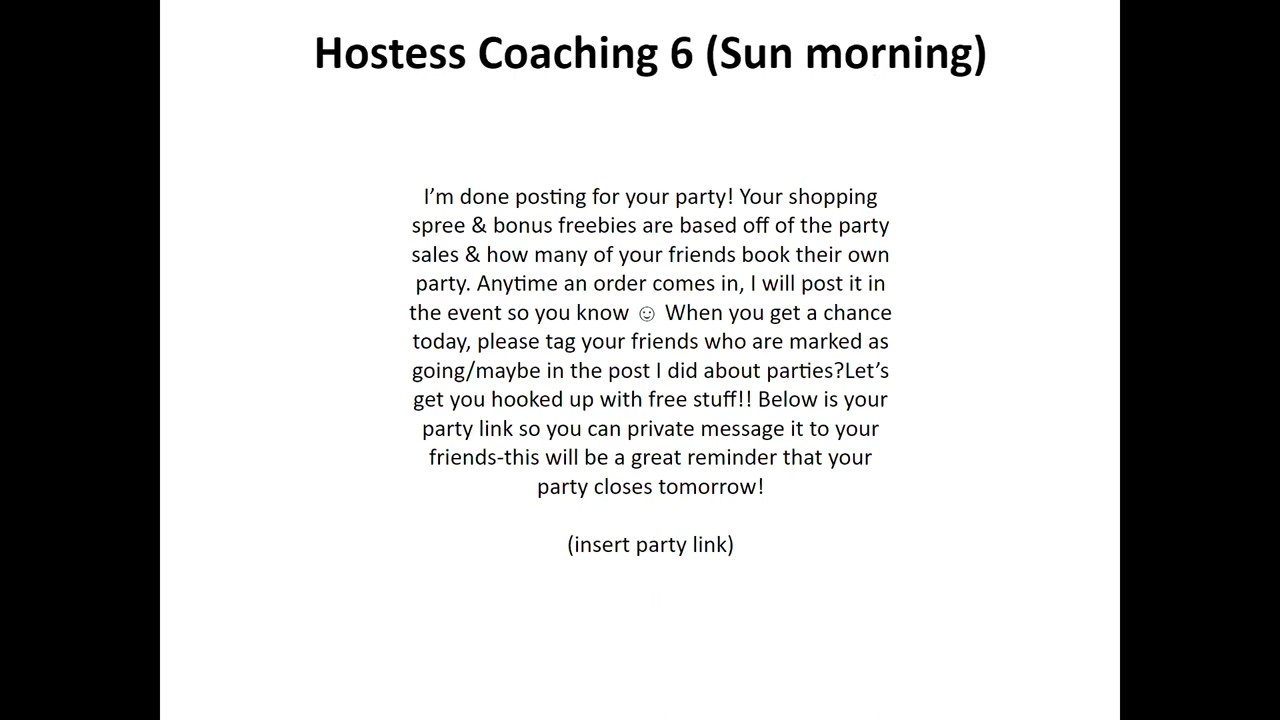 Hostess Coaching 6 (Sun morning)
I’m done posting for your party! Your shopping
spree & bonus freebies are based off of the party
sales & how many of your friends book their own
party. Anytime an order comes in, I will post it in
the event so you know ☺ When you get a chance
today, please tag your friends who are marked as
going/maybe in the post I did about parties?Let’s
get you hooked up with free stuff!! Below is your
party link so you can private message it to your
friends-this will be a great reminder that your
party closes tomorrow!
(insert party link)